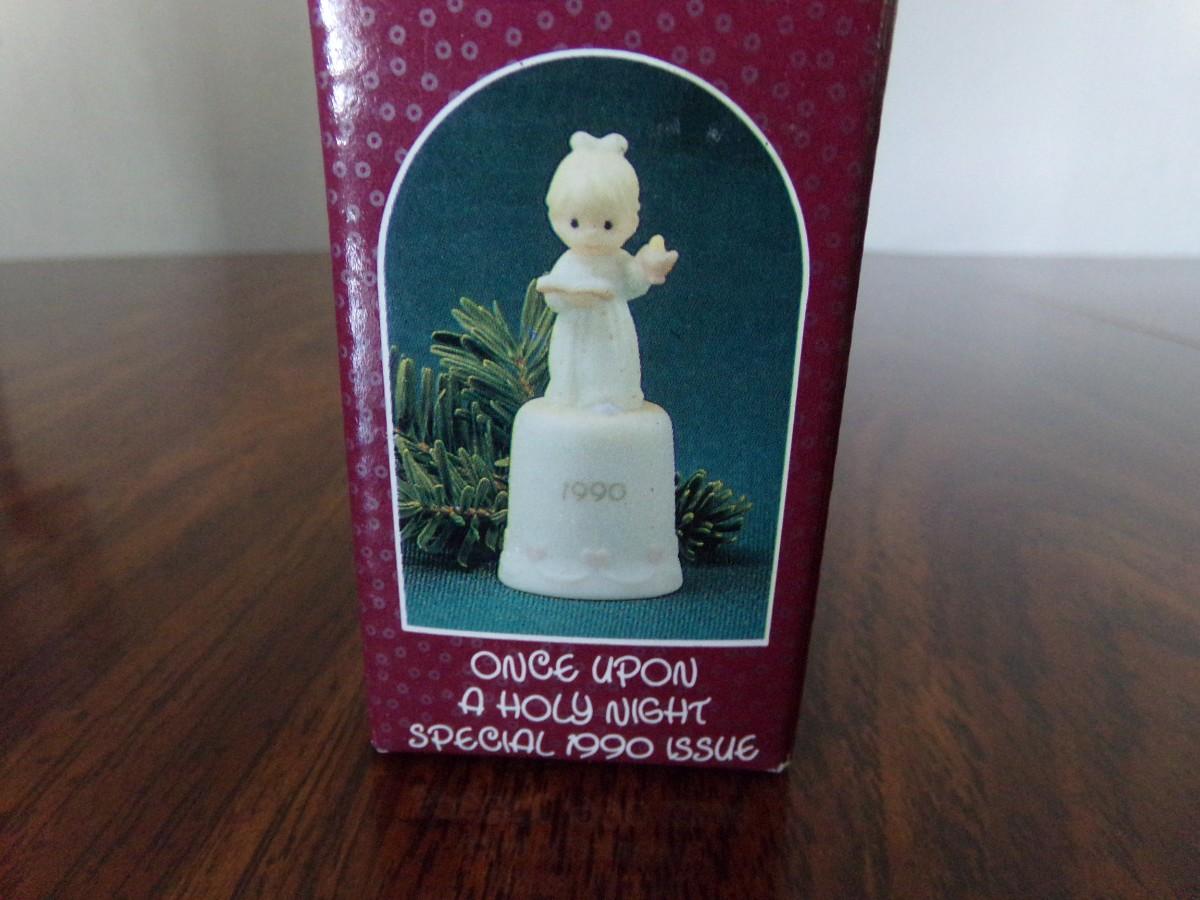 1990
ONCE UPON
A HOLY NIGHT
SPECIAL 1990 ISSUE